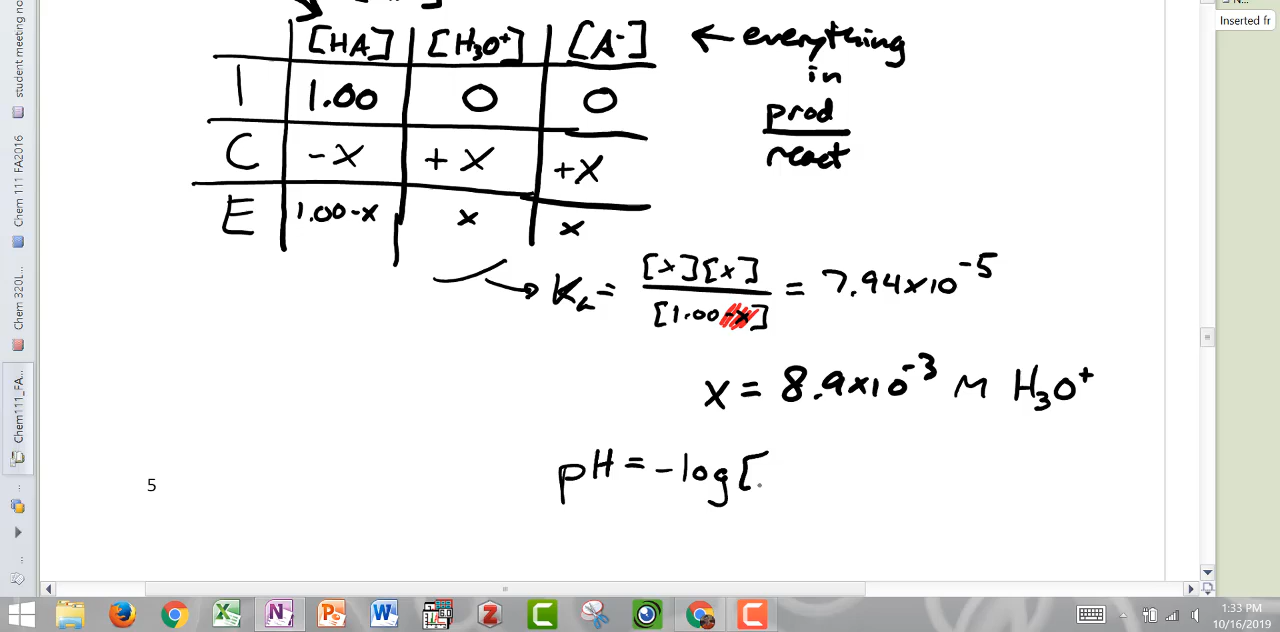 student meeting no
Chem 111 FA2016
Chem 320L
Chem111_FA...
Inserted fr
[HA] [H3O+] [A-] ← everything
in
prod
react
I 1.00 0 0
C -x +x +x
E 1.00-x x x
Ka = [x][x] / [1.00-x] = 7.94x10^-5
x = 8.9x10^-3 M H3O+
pH = -log[
5
1:33 PM
10/16/2019